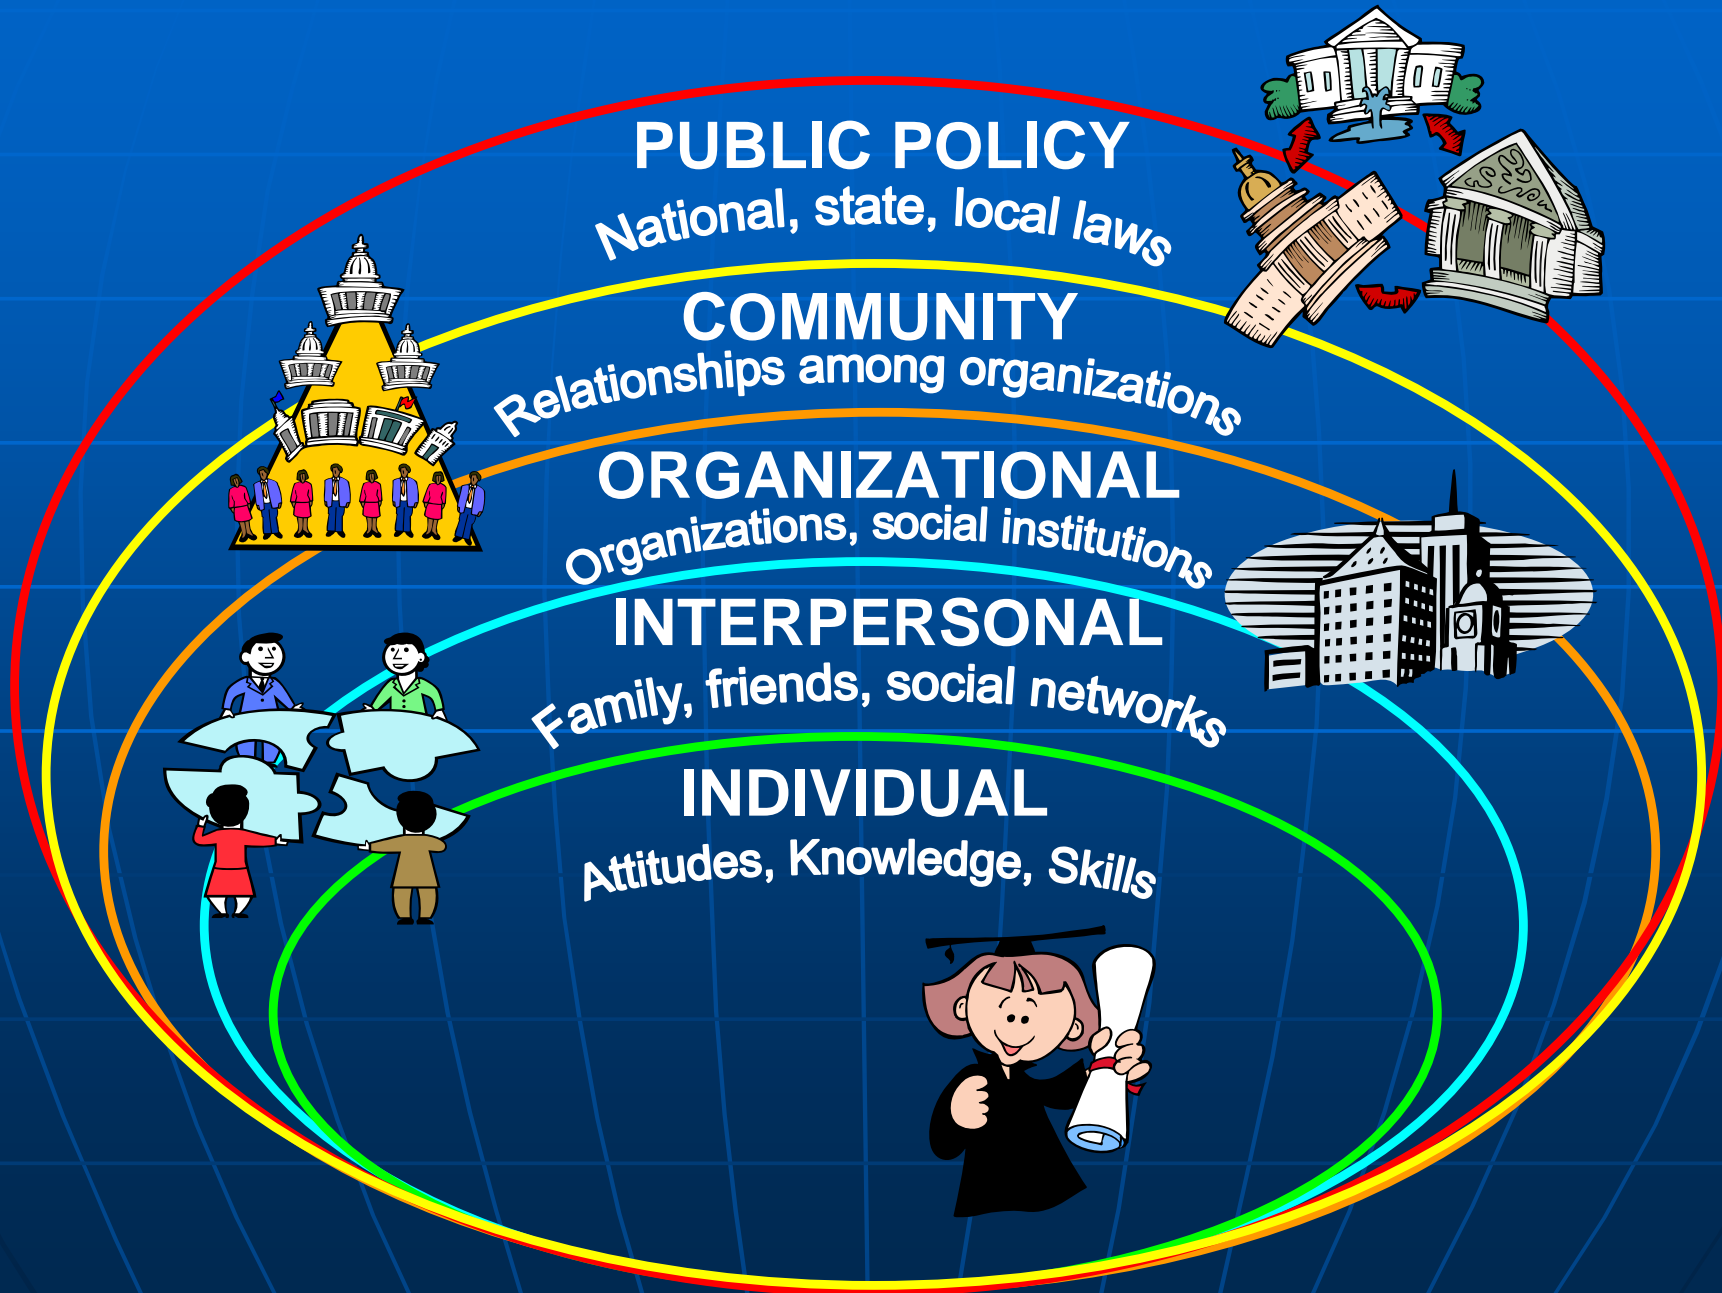 PUBLIC POLICY
National, state, local laws
COMMUNITY
Relationships among organizations
ORGANIZATIONAL
Organizations, social institutions
INTERPERSONAL
Family, friends, social networks
INDIVIDUAL
Attitudes, Knowledge, Skills